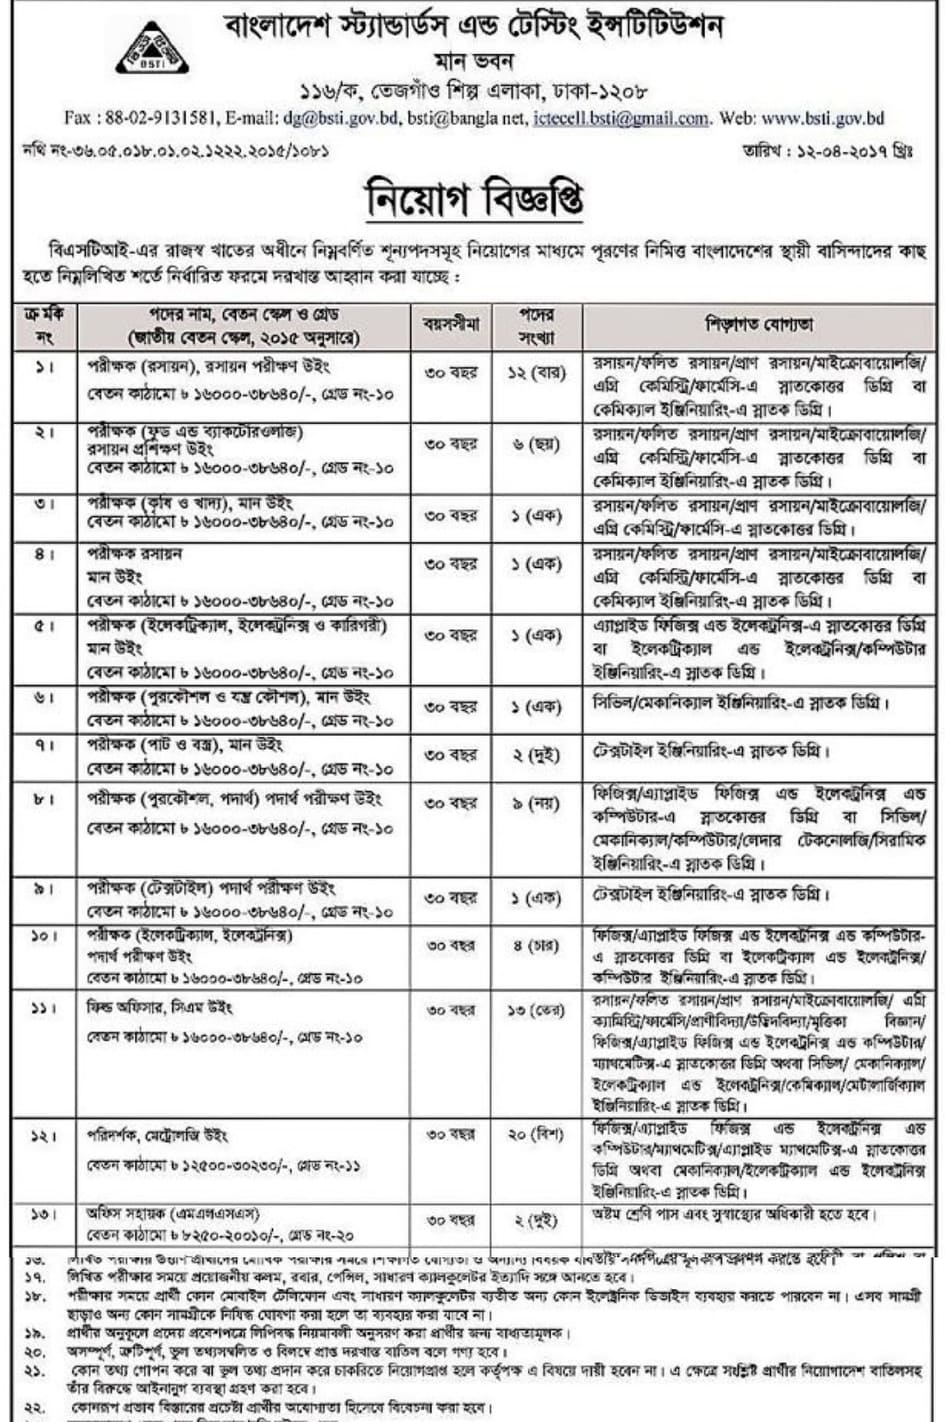 বাংলাদেশ স্ট্যান্ডার্ডস এন্ড টেস্টিং ইন্সটিটিউশন
BSTI
মান ভবন
১১৬/ক, তেজগাঁও শিল্প এলাকা, ঢাকা-১২০৮
Fax : 88-02-9131581, E-mail: dg@bsti.gov.bd, bsti@bangla net, ictecell.bsti@gmail.com. Web: www.bsti.gov.bd
নথি নং-৩৬.০৫.০১৮.০১.০২.১২২২.২০১৫/১০৮১ তারিখ : ১২-০৪-২০১৭ খ্রিঃ
নিয়োগ বিজ্ঞপ্তি
বিএসটিআই-এর রাজস্ব খাতের অধীনে নিম্নবর্ণিত শূন্যপদসমূহ নিয়োগের মাধ্যমে পূরণের নিমিত্ত বাংলাদেশের স্থায়ী বাসিন্দাদের কাছ
হতে নিম্নলিখিত শর্তে নির্ধারিত ফরমে দরখাস্ত আহবান করা যাচ্ছে :
ক্র মকি নং
পদের নাম, বেতন স্কেল ও গ্রেড
(জাতীয় বেতন স্কেল, ২০১৫ অনুসারে)
বয়সসীমা
পদের
সংখ্যা
শিড়্গাগত যোগ্যতা
১। পরীক্ষক (রসায়ন), রসায়ন পরীক্ষণ উইং
বেতন কাঠামো ৳ ১৬০০০-৩৮৬৪০/-, গ্রেড নং-১০
৩০ বছর
১২ (বার)
রসায়ন/ফলিত রসায়ন/প্রাণ রসায়ন/মাইক্রোবায়োলজি/
এগ্রি কেমিস্ট্রি/ফার্মেসি-এ স্নাতকোত্তর ডিগ্রি বা
কেমিক্যাল ইঞ্জিনিয়ারিং-এ স্নাতক ডিগ্রি।
২। পরীক্ষক (ফুড এন্ড ব্যাকটোরওলজি)
রসায়ন প্রশিক্ষণ উইং
বেতন কাঠামো ৳ ১৬০০০-৩৮৬৪০/-, গ্রেড নং-১০
৩০ বছর
৬ (ছয়)
রসায়ন/ফলিত রসায়ন/প্রাণ রসায়ন/মাইক্রোবায়োলজি/
এগ্রি কেমিস্ট্রি/ফার্মেসি-এ স্নাতকোত্তর ডিগ্রি বা
কেমিক্যাল ইঞ্জিনিয়ারিং-এ স্নাতক ডিগ্রি।
৩। পরীক্ষক (কৃষি ও খাদ্য), মান উইং
বেতন কাঠামো ৳ ১৬০০০-৩৮৬৪০/-, গ্রেড নং-১০
৩০ বছর
১ (এক)
রসায়ন/ফলিত রসায়ন/প্রাণ রসায়ন/মাইক্রোবায়োলজি/
এগ্রি কেমিস্ট্রি/ফার্মেসি-এ স্নাতকোত্তর ডিগ্রি।
৪। পরীক্ষক রসায়ন
মান উইং
বেতন কাঠামো ৳ ১৬০০০-৩৮৬৪০/-, গ্রেড নং-১০
৩০ বছর
১ (এক)
রসায়ন/ফলিত রসায়ন/প্রাণ রসায়ন/মাইক্রোবায়োলজি/
এগ্রি কেমিস্ট্রি/ফার্মেসি-এ স্নাতকোত্তর ডিগ্রি বা
কেমিক্যাল ইঞ্জিনিয়ারিং-এ স্নাতক ডিগ্রি।
৫। পরীক্ষক (ইলেকট্রিক্যাল, ইলেকট্রনিক্স ও কারিগরী)
মান উইং
বেতন কাঠামো ৳ ১৬০০০-৩৮৬৪০/-, গ্রেড নং-১০
৩০ বছর
১ (এক)
এ্যাপ্লাইড ফিজিক্স এন্ড ইলেকট্রনিক্স-এ স্নাতকোত্তর ডিগ্রি
বা ইলেকট্রিক্যাল এন্ড ইলেকট্রনিক্স/কম্পিউটার
ইঞ্জিনিয়ারিং-এ স্নাতক ডিগ্রি।
৬। পরীক্ষক (পুরকৌশল ও যন্ত্র কৌশল), মান উইং
বেতন কাঠামো ৳ ১৬০০০-৩৮৬৪০/-, গ্রেড নং-১০
৩০ বছর
১ (এক)
সিভিল/মেকানিক্যাল ইঞ্জিনিয়ারিং-এ স্নাতক ডিগ্রি।
৭। পরীক্ষক (পাট ও বস্ত্র), মান উইং
বেতন কাঠামো ৳ ১৬০০০-৩৮৬৪০/-, গ্রেড নং-১০
৩০ বছর
২ (দুই)
টেক্সটাইল ইঞ্জিনিয়ারিং-এ স্নাতক ডিগ্রি।
৮। পরীক্ষক (পুরকৌশল, পদার্থ) পদার্থ পরীক্ষণ উইং
বেতন কাঠামো ৳ ১৬০০০-৩৮৬৪০/-, গ্রেড নং-১০
৩০ বছর
৯ (নয়)
ফিজিক্স/এ্যাপ্লাইড ফিজিক্স এন্ড ইলেকট্রনিক্স এন্ড
কম্পিউটার-এ স্নাতকোত্তর ডিগ্রি বা সিভিল/
মেকানিক্যাল/কম্পিউটার/লেদার টেকনোলজি/সিরামিক
ইঞ্জিনিয়ারিং-এ স্নাতক ডিগ্রি।
৯। পরীক্ষক (টেক্সটাইল) পদার্থ পরীক্ষণ উইং
বেতন কাঠামো ৳ ১৬০০০-৩৮৬৪০/-, গ্রেড নং-১০
৩০ বছর
১ (এক)
টেক্সটাইল ইঞ্জিনিয়ারিং-এ স্নাতক ডিগ্রি।
১০। পরীক্ষক (ইলেকট্রিক্যাল, ইলেকট্রনিক্স)
পদার্থ পরীক্ষণ উইং
বেতন কাঠামো ৳ ১৬০০০-৩৮৬৪০/-, গ্রেড নং-১০
৩০ বছর
৪ (চার)
ফিজিক্স/এ্যাপ্লাইড ফিজিক্স এন্ড ইলেকট্রনিক্স এন্ড কম্পিউটার-
এ স্নাতকোত্তর ডিগ্রি বা ইলেকট্রিক্যাল এন্ড ইলেকট্রনিক্স/
কম্পিউটার ইঞ্জিনিয়ারিং-এ স্নাতক ডিগ্রি।
১১। ফিল্ড অফিসার, সিএম উইং
বেতন কাঠামো ৳ ১৬০০০-৩৮৬৪০/-, গ্রেড নং-১০
৩০ বছর
১৩ (তের)
রসায়ন/ফলিত রসায়ন/প্রাণ রসায়ন/মাইক্রোবায়োলজি/ এগ্রি
ক্যামিস্ট্রি/ফার্মেসি/প্রাণীবিদ্যা/উদ্ভিদবিদ্যা/মৃত্তিকা বিজ্ঞান/
ফিজিক্স/এ্যাপ্লাইড ফিজিক্স এন্ড ইলেকট্রনিক্স এন্ড কম্পিউটার/
ম্যাথমেটিক্স-এ স্নাতকোত্তর ডিগ্রি অথবা সিভিল/ মেকানিক্যাল/
ইলেকট্রিক্যাল এন্ড ইলেকট্রনিক্স/কেমিক্যাল/মেটালার্জিক্যাল
ইঞ্জিনিয়ারিং-এ স্নাতক ডিগ্রি।
১২। পরিদর্শক, মেট্রোলজি উইং
বেতন কাঠামো ৳ ১২৫০০-৩০২৩০/-, গ্রেড নং-১১
৩০ বছর
২০ (বিশ)
ফিজিক্স/এ্যাপ্লাইড ফিজিক্স এন্ড ইলেকট্রনিক্স এন্ড
কম্পিউটার/ম্যাথমেটিক্স/এ্যাপ্লাইড ম্যাথমেটিক্স-এ স্নাতকোত্তর
ডিগ্রি অথবা মেকানিক্যাল/ইলেকট্রিক্যাল এন্ড ইলেকট্রনিক্স
ইঞ্জিনিয়ারিং-এ স্নাতক ডিগ্রি।
১৩। অফিস সহায়ক (এমএলএসএস)
বেতন কাঠামো ৳ ৮২৫০-২০০১০/-, গ্রেড নং-২০
৩০ বছর
২ (দুই)
অষ্টম শ্রেণি পাস এবং সুস্বাস্থ্যের অধিকারী হতে হবে।
১৭. লিখিত পরীক্ষার সময়ে প্রয়োজনীয় কলম, রবার, পেন্সিল, সাধারণ ক্যালকুলেটর ইত্যাদি সঙ্গে আনতে হবে।
১৮. পরীক্ষার সময়ে প্রার্থী কোন মোবাইল টেলিফোন এবং সাধারণ ক্যালকুলেটর ব্যতীত অন্য কোন ইলেক্ট্রনিক ডিভাইস ব্যবহার করতে পারবেন না। এসব সামগ্রী
ছাড়াও অন্য কোন সামগ্রীকে নিষিদ্ধ ঘোষণা করা হলে তা ব্যবহার করা যাবে না।
১৯. প্রার্থীর অনুকূলে প্রদেয় প্রবেশপত্রে লিপিবদ্ধ নিয়মাবলী অনুসরণ করা প্রার্থীর জন্য বাধ্যতামূলক।
২০. অসম্পূর্ণ, ত্রুটিপূর্ণ, ভুল তথ্যসম্বলিত ও বিলম্বে প্রাপ্ত দরখাস্ত বাতিল বলে গণ্য হবে।
২১. কোন তথ্য গোপন করে বা ভুল তথ্য প্রদান করে চাকরিতে নিয়োগপ্রাপ্ত হলে কর্তৃপক্ষ এ বিষয়ে দায়ী হবেন না। এ ক্ষেত্রে সংশ্লিষ্ট প্রার্থীর নিয়োগাদেশ বাতিলসহ
তাঁর বিরুদ্ধে আইনানুগ ব্যবস্থা গ্রহণ করা হবে।
২২. কোনরূপ প্রভাব বিস্তারের প্রচেষ্টা প্রার্থীর অযোগ্যতা হিসেবে বিবেচনা করা হবে।